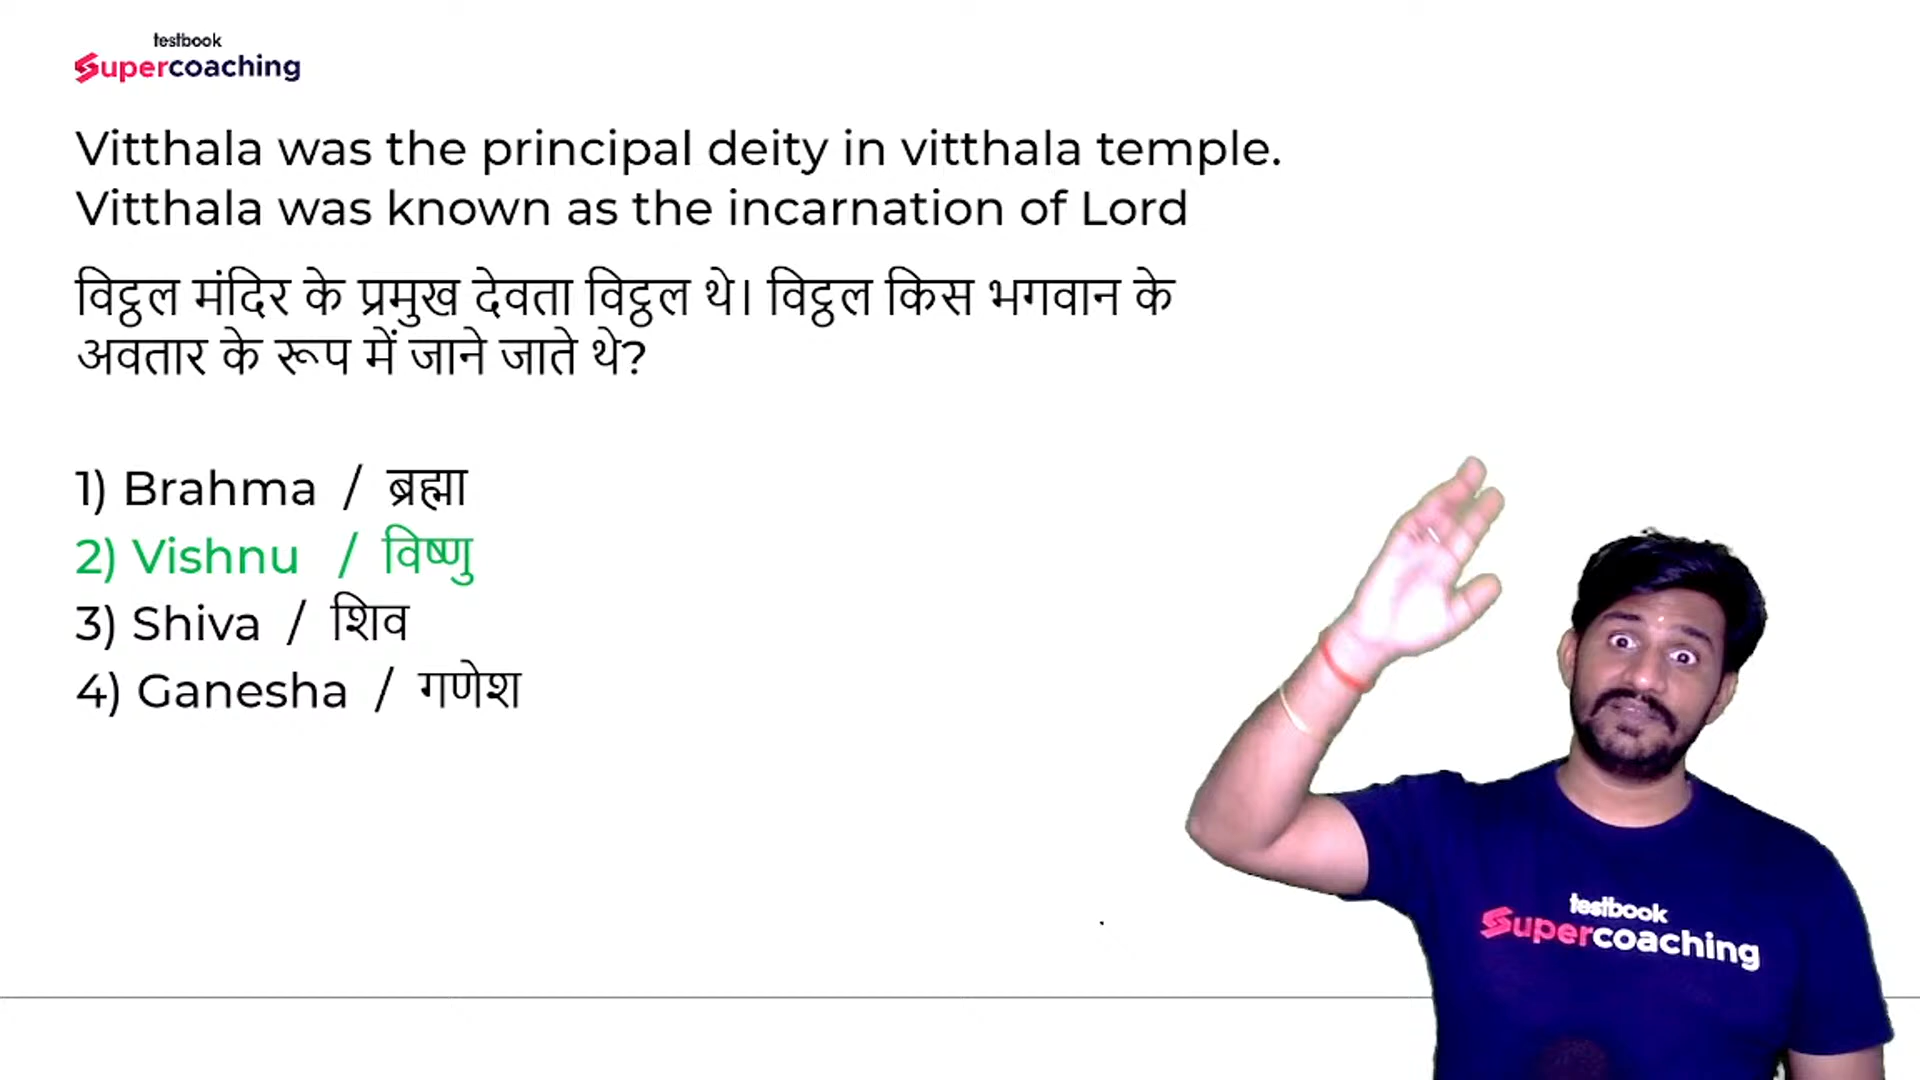 testbook
Supercoaching
Vitthala was the principal deity in vitthala temple.
Vitthala was known as the incarnation of Lord
विट्ठल मंदिर के प्रमुख देवता विट्ठल थे। विट्ठल किस भगवान के
अवतार के रूप में जाने जाते थे?
1) Brahma / ब्रह्मा
2) Vishnu / विष्णु
3) Shiva / शिव
4) Ganesha / गणेश
testbook
Supercoaching